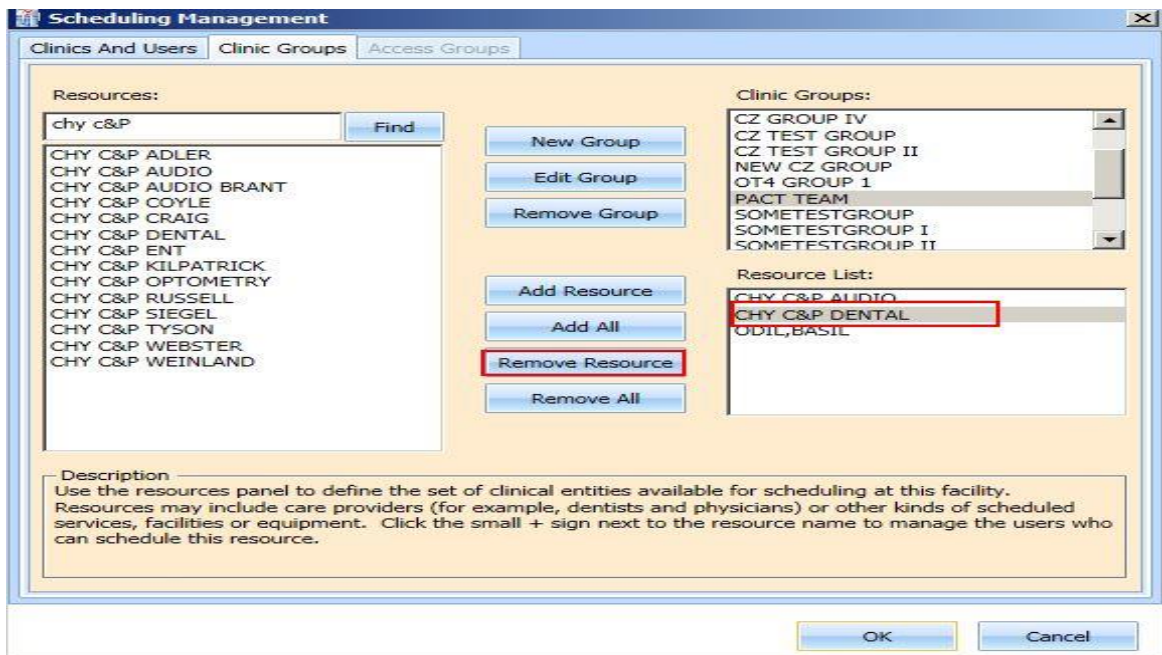 Scheduling Management
Clinics And Users
Clinic Groups
Access Groups
Resources:
chy c&P
Find
CHY C&P ADLER
CHY C&P AUDIO
CHY C&P AUDIO BRANT
CHY C&P COYLE
CHY C&P CRAIG
CHY C&P DENTAL
CHY C&P ENT
CHY C&P KILPATRICK
CHY C&P OPTOMETRY
CHY C&P RUSSELL
CHY C&P SIEGEL
CHY C&P TYSON
CHY C&P WEBSTER
CHY C&P WEINLAND
New Group
Edit Group
Remove Group
Add Resource
Add All
Remove Resource
Remove All
Clinic Groups:
CZ GROUP IV
CZ TEST GROUP
CZ TEST GROUP II
NEW CZ GROUP
OT4 GROUP 1
PACT TEAM
SOMETESTGROUP
SOMETESTGROUP I
SOMETESTGROUP II
Resource List:
CHY C&P AUDIO
CHY C&P DENTAL
ODIL,BASIL
Description
Use the resources panel to define the set of clinical entities available for scheduling at this facility.
Resources may include care providers (for example, dentists and physicians) or other kinds of scheduled
services, facilities or equipment.  Click the small + sign next to the resource name to manage the users who
can schedule this resource.
OK
Cancel